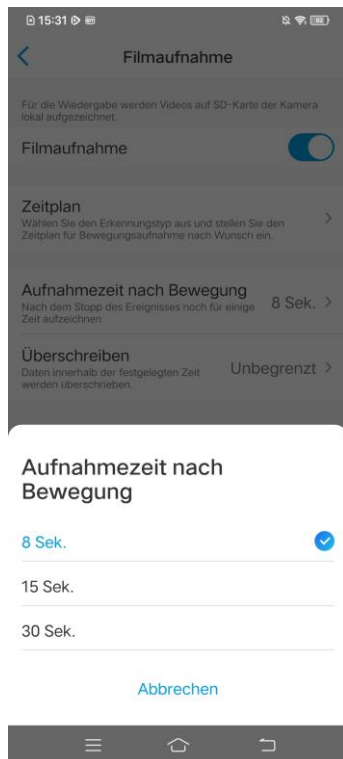 15:31
82
Filmaufnahme
Für die Wiedergabe werden Videos auf SD-Karte der Kamera
lokal aufgezeichnet.
Filmaufnahme
Zeitplan
Wählen Sie den Erkennungstyp aus und stellen Sie den
Zeitplan für Bewegungsaufnahme nach Wunsch ein.
Aufnahmezeit nach Bewegung
Nach dem Stopp des Ereignisses noch für einige
Zeit aufzeichnen
8 Sek.
Überschreiben
Daten innerhalb der festgelegten Zeit
werden überschrieben.
Unbegrenzt
Aufnahmezeit nach
Bewegung
8 Sek.
15 Sek.
30 Sek.
Abbrechen